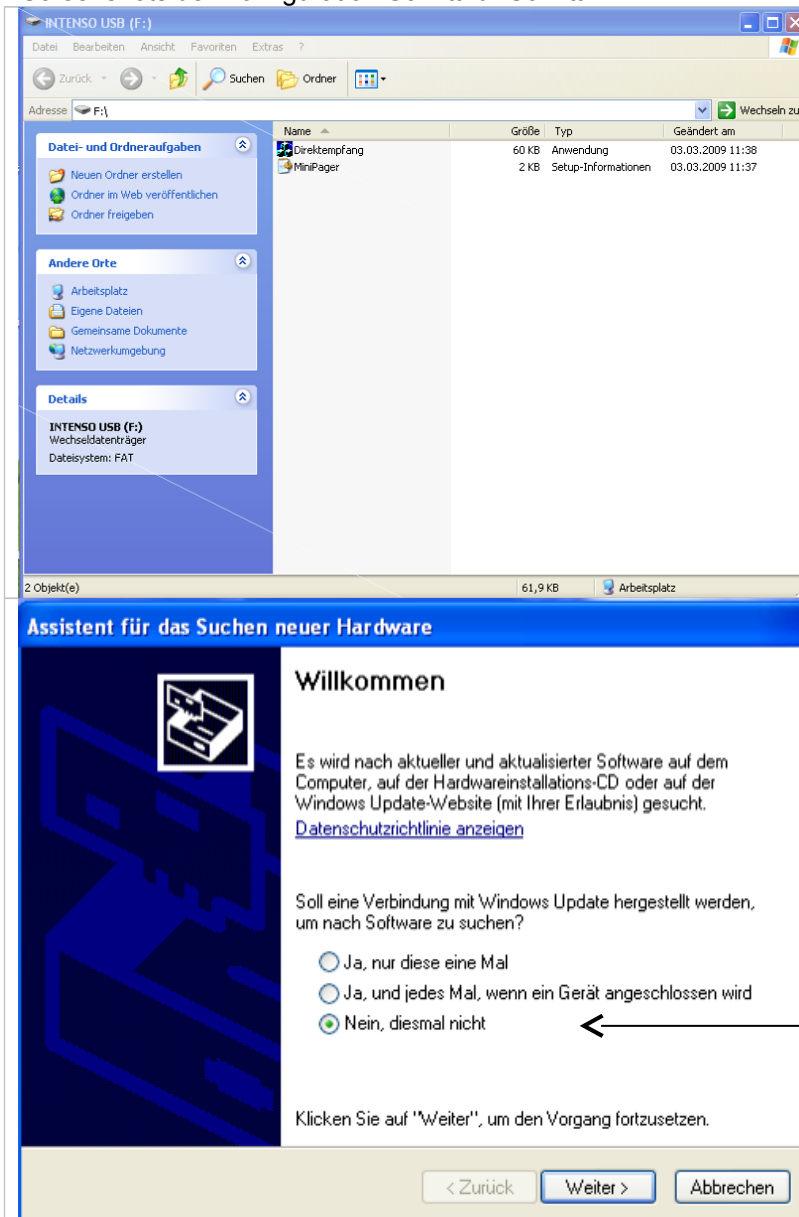 INTENSO USB (F:)
Datei Bearbeiten Ansicht Favoriten Extras ?
Zurück Suchen Ordner
Adresse F:\ Wechseln zu
Name Größe Typ Geändert am
Direktempfang 60 KB Anwendung 03.03.2009 11:38
MiniPager 2 KB Setup-Informationen 03.03.2009 11:37
Datei- und Ordneraufgaben
Neuen Ordner erstellen
Ordner im Web veröffentlichen
Ordner freigeben
Andere Orte
Arbeitsplatz
Eigene Dateien
Gemeinsame Dokumente
Netzwerkumgebung
Details
INTENSO USB (F:)
Wechseldatenträger
Dateisystem: FAT
2 Objekt(e) 61,9 KB Arbeitsplatz
Assistent für das Suchen neuer Hardware
Willkommen
Es wird nach aktueller und aktualisierter Software auf dem
Computer, auf der Hardwareinstallations-CD oder auf der
Windows Update-Website (mit Ihrer Erlaubnis) gesucht.
Datenschutzrichtlinie anzeigen
Soll eine Verbindung mit Windows Update hergestellt werden,
um nach Software zu suchen?
Ja, nur diese eine Mal
Ja, und jedes Mal, wenn ein Gerät angeschlossen wird
Nein, diesmal nicht
Klicken Sie auf "Weiter", um den Vorgang fortzusetzen.
< Zurück Weiter > Abbrechen